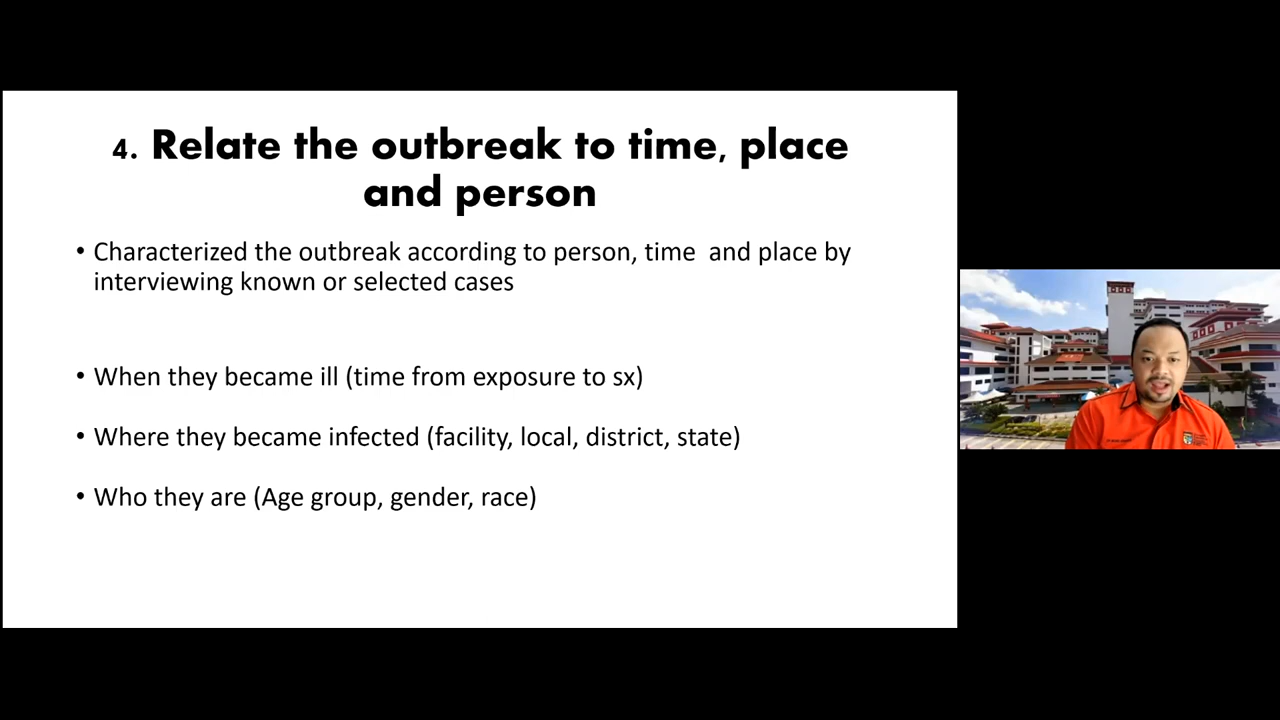 4. Relate the outbreak to time, place
and person
• Characterized the outbreak according to person, time and place by
interviewing known or selected cases
• When they became ill (time from exposure to sx)
• Where they became infected (facility, local, district, state)
• Who they are (Age group, gender, race)